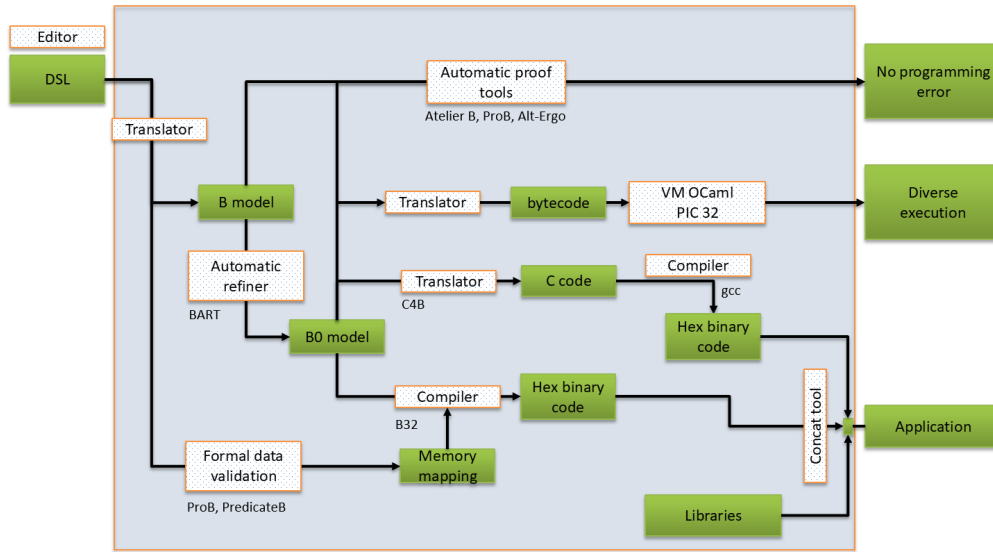 Editor
DSL
Translator
Automatic proof
tools
Atelier B, ProB, Alt-Ergo
No programming
error
B model
Translator
bytecode
VM OCaml
PIC 32
Diverse
execution
Automatic
refiner
BART
Translator
C4B
C code
Compiler
gcc
B0 model
Hex binary
code
Compiler
B32
Hex binary
code
Concat tool
Application
Formal data
validation
ProB, PredicateB
Memory
mapping
Libraries